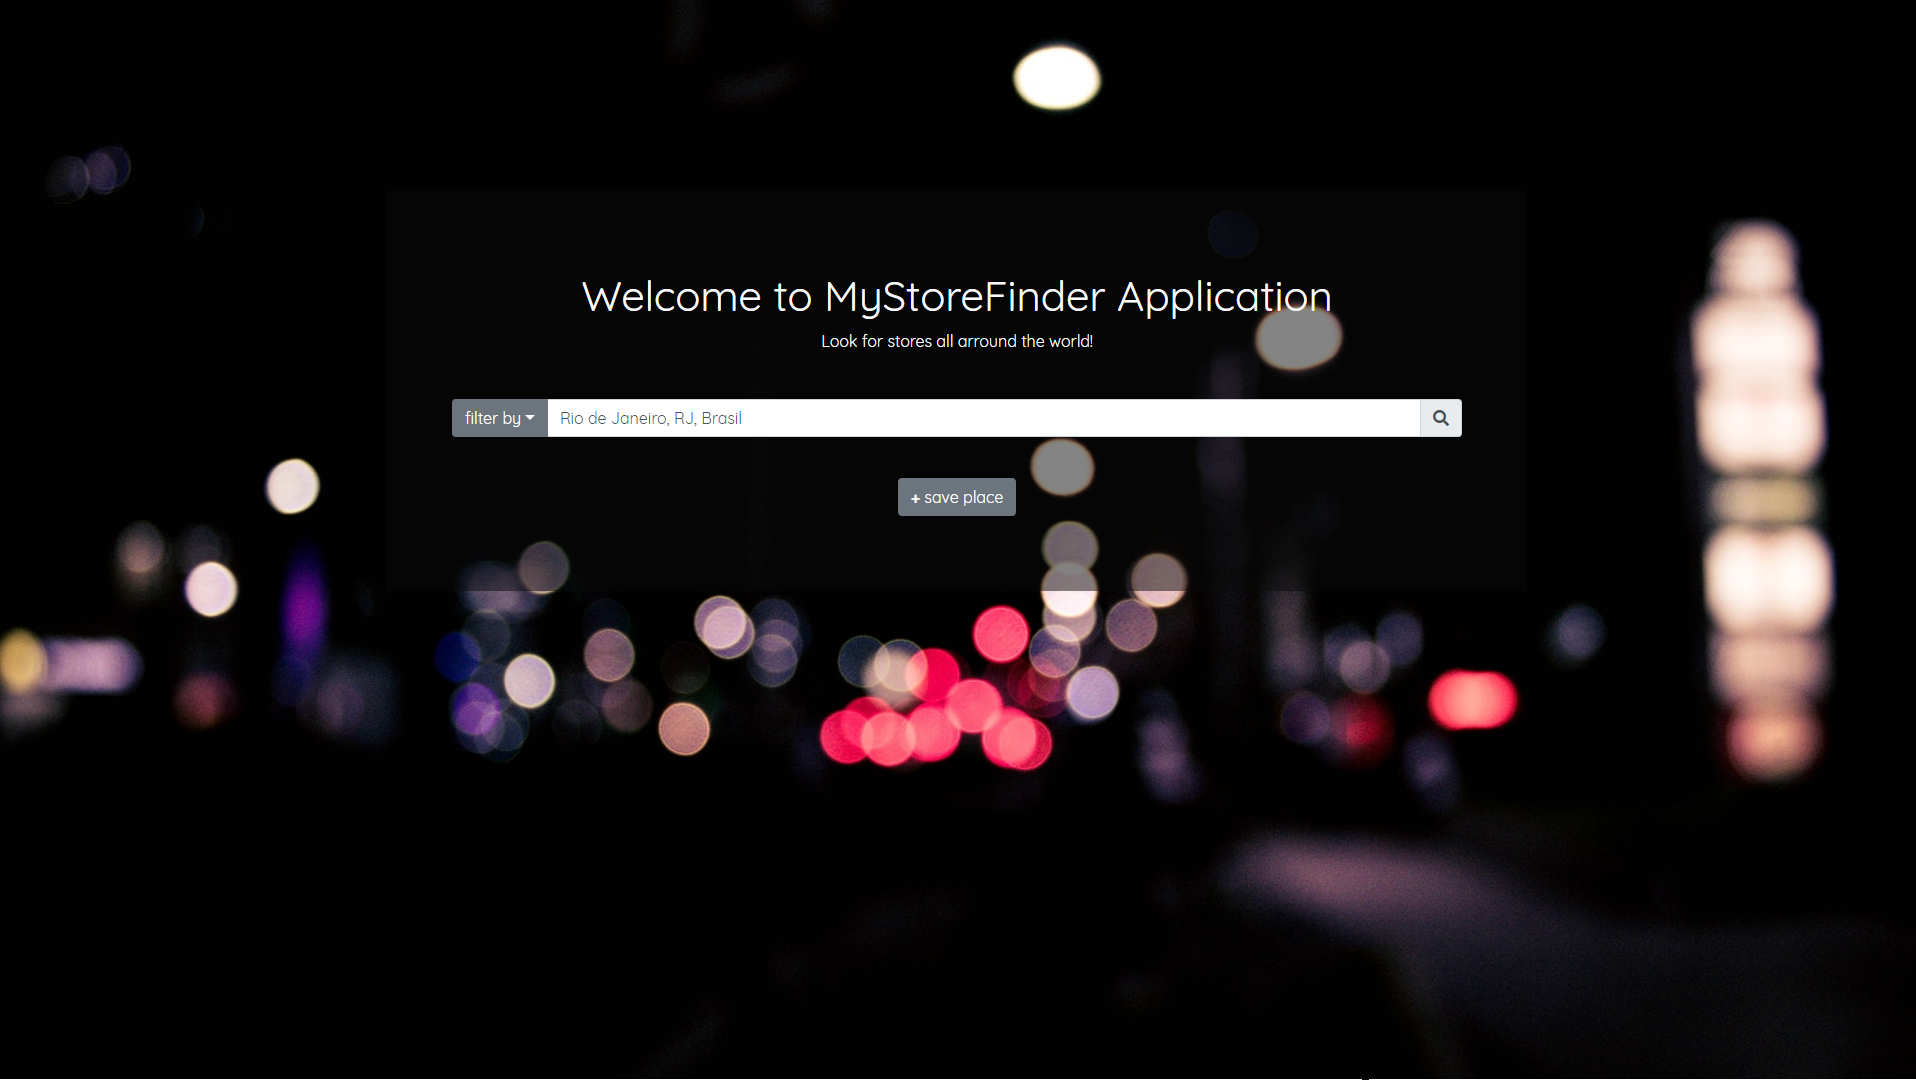 Welcome to MyStoreFinder Application
Look for stores all arround the world!
filter by Rio de Janeiro, RJ, Brasil
+ save place